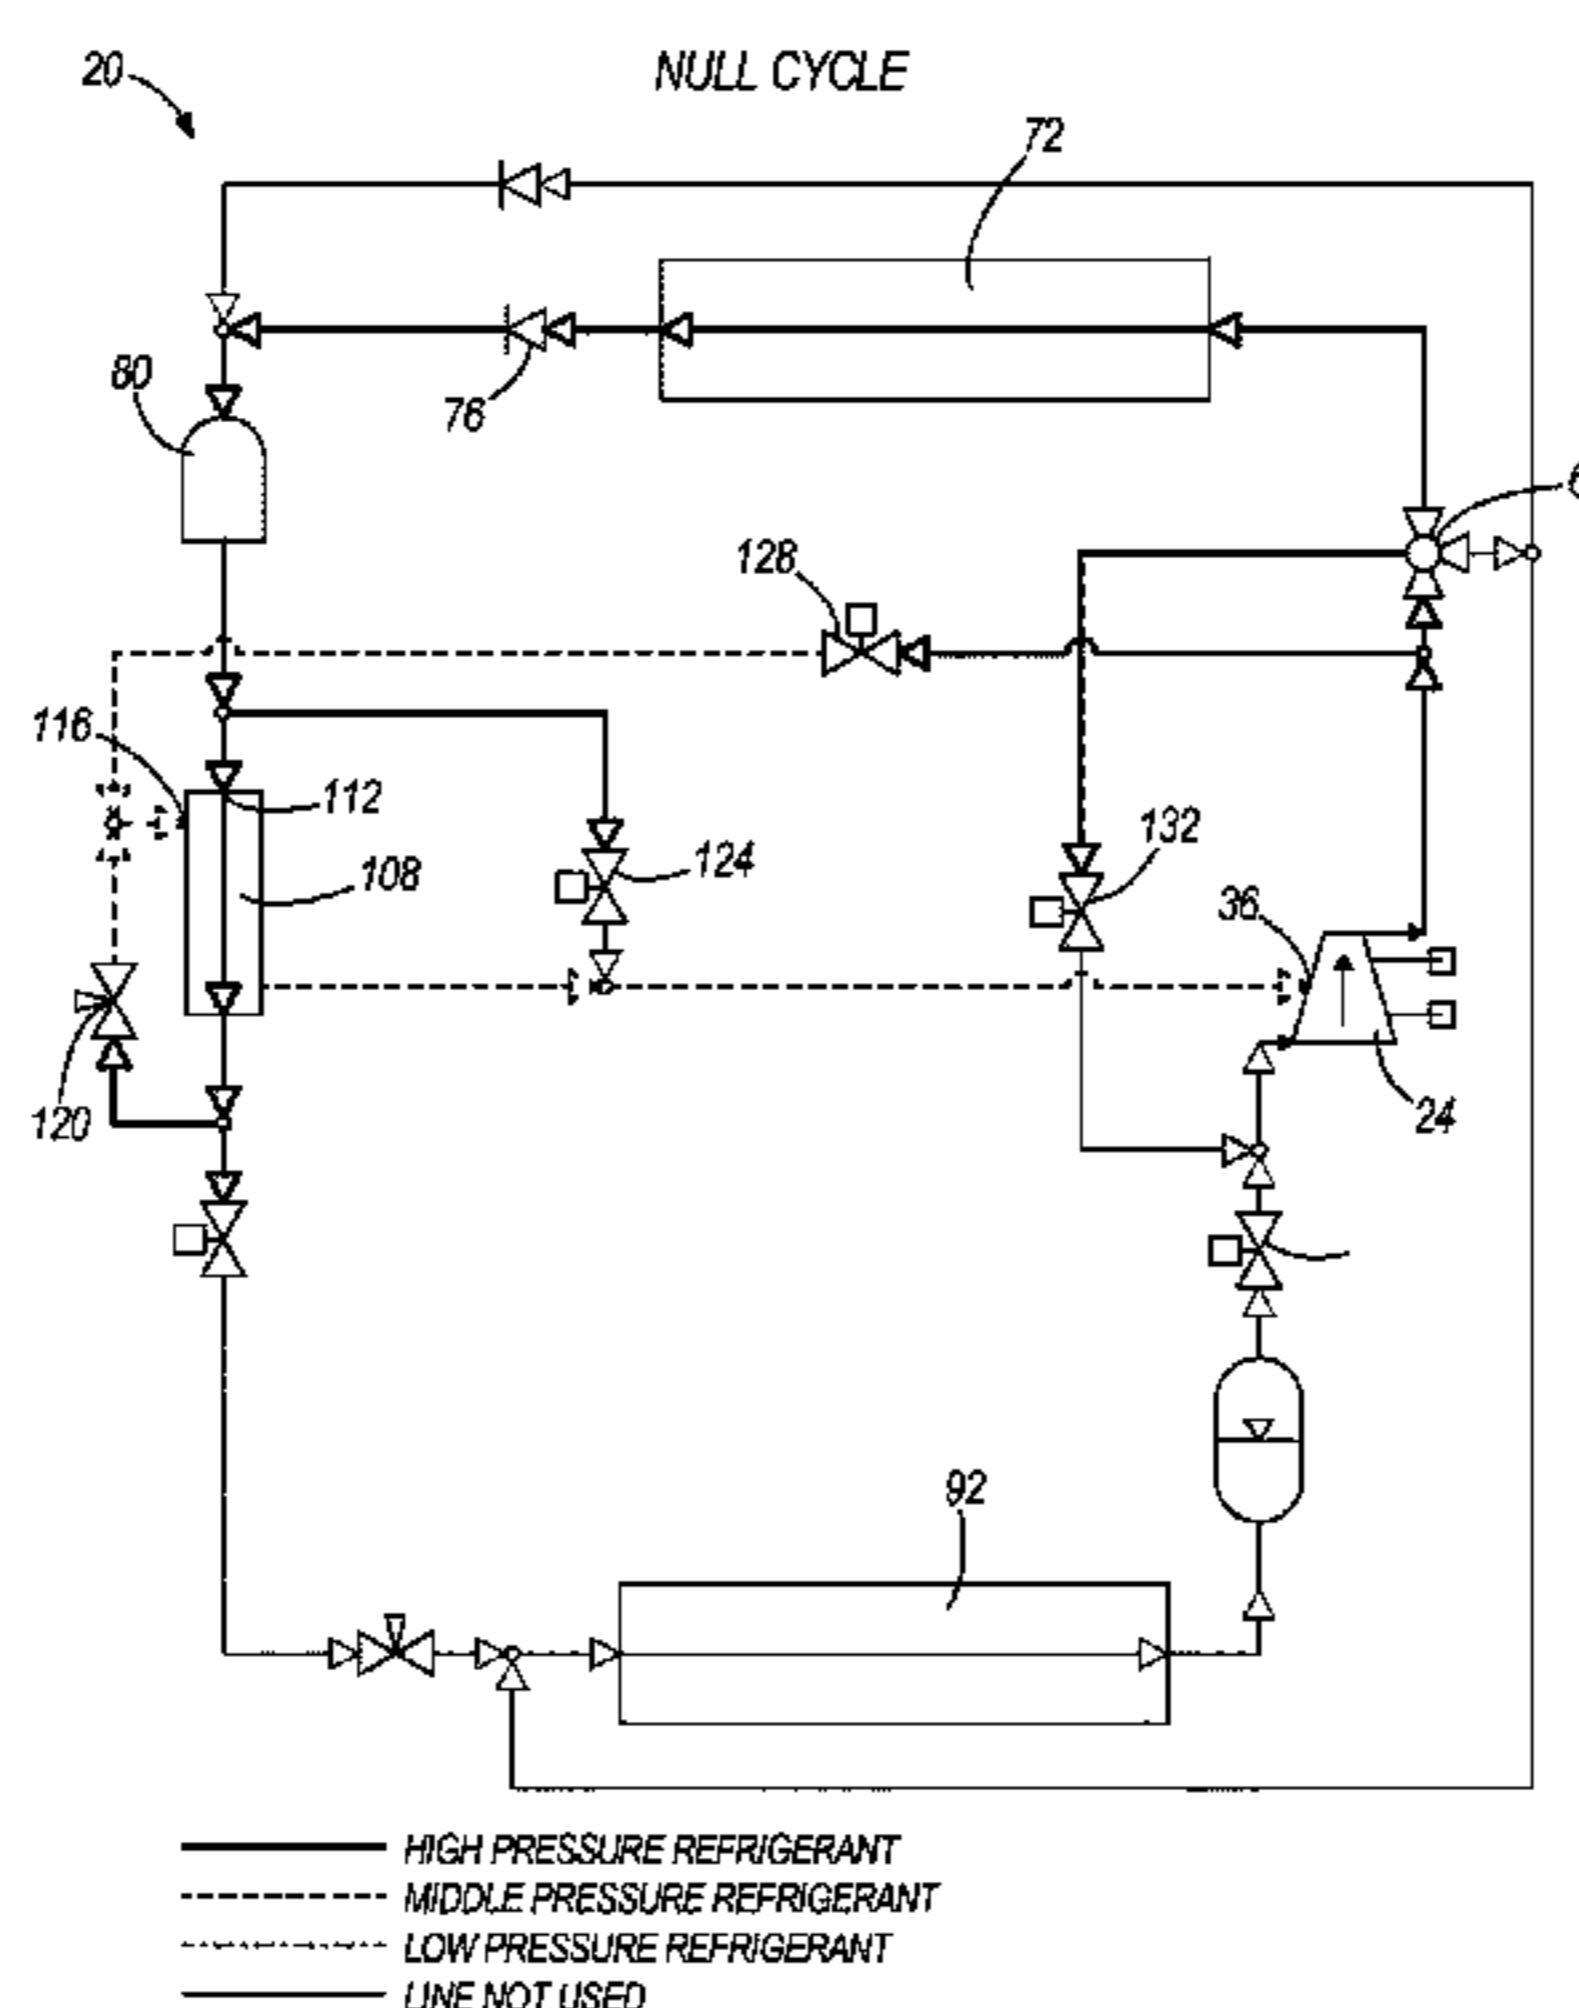 20
NULL CYCLE
72
80
76
128
116
112
124
132
108
36
120
24
92
HIGH PRESSURE REFRIGERANT
MIDDLE PRESSURE REFRIGERANT
LOW PRESSURE REFRIGERANT
LINE NOT USED